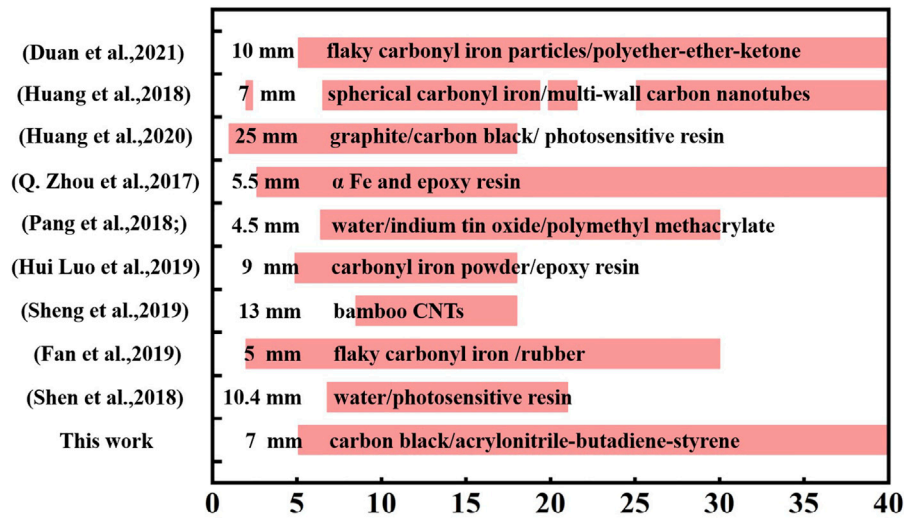 (Duan et al.,2021) 10 mm flaky carbonyl iron particles/polyether-ether-ketone
(Huang et al.,2018) 7 mm spherical carbonyl iron/multi-wall carbon nanotubes
(Huang et al.,2020) 25 mm graphite/carbon black/ photosensitive resin
(Q. Zhou et al.,2017) 5.5 mm α Fe and epoxy resin
(Pang et al.,2018;) 4.5 mm water/indium tin oxide/polymethyl methacrylate
(Hui Luo et al.,2019) 9 mm carbonyl iron powder/epoxy resin
(Sheng et al.,2019) 13 mm bamboo CNTs
(Fan et al.,2019) 5 mm flaky carbonyl iron /rubber
(Shen et al.,2018) 10.4 mm water/photosensitive resin
This work 7 mm carbon black/acrylonitrile-butadiene-styrene
0 5 10 15 20 25 30 35 40